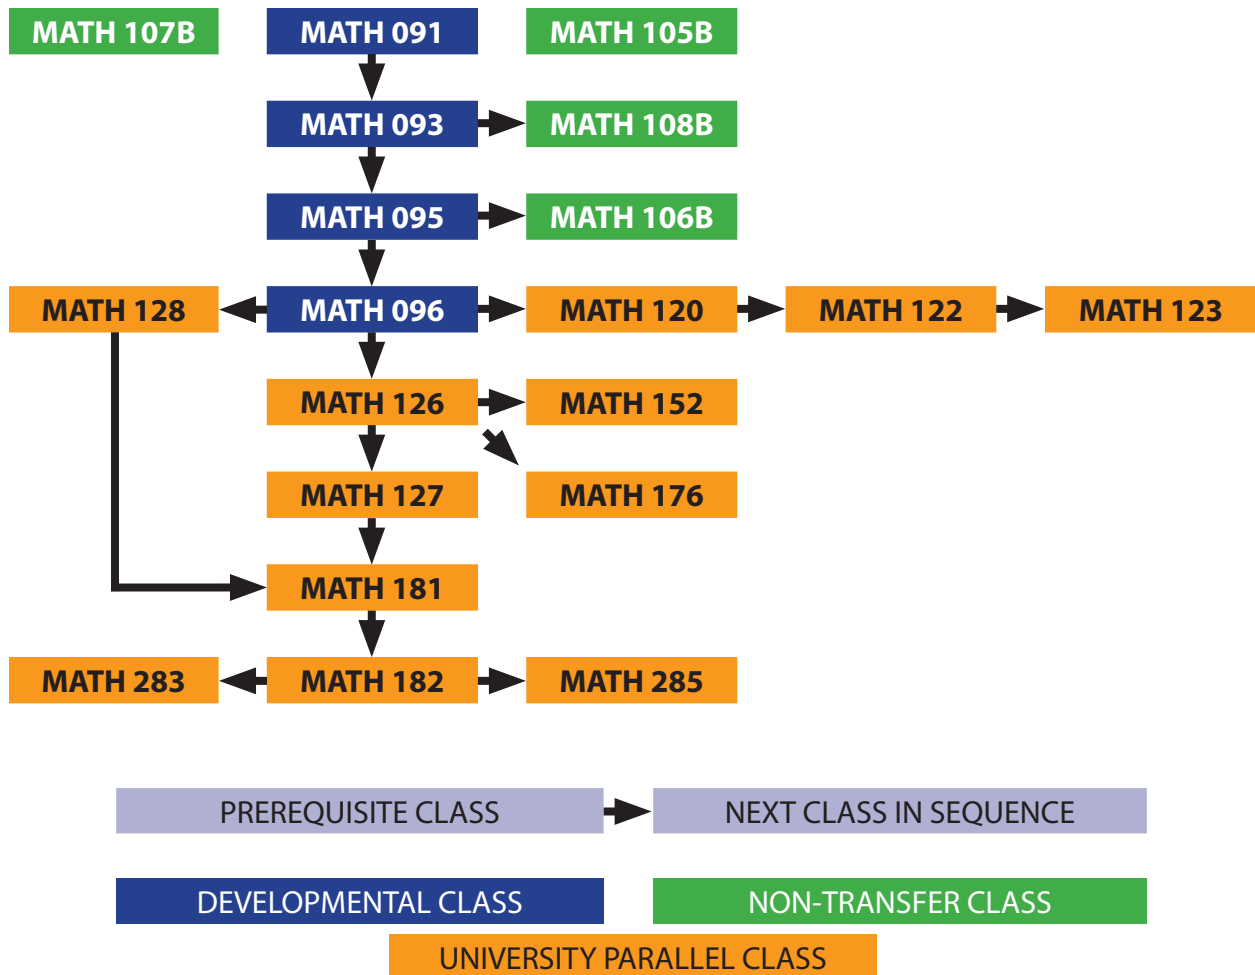 MATH 107B
MATH 091
MATH 105B
MATH 093
MATH 108B
MATH 095
MATH 106B
MATH 128
MATH 096
MATH 120
MATH 122
MATH 123
MATH 126
MATH 152
MATH 127
MATH 176
MATH 181
MATH 283
MATH 182
MATH 285
PREREQUISITE CLASS
NEXT CLASS IN SEQUENCE
DEVELOPMENTAL CLASS
NON-TRANSFER CLASS
UNIVERSITY PARALLEL CLASS